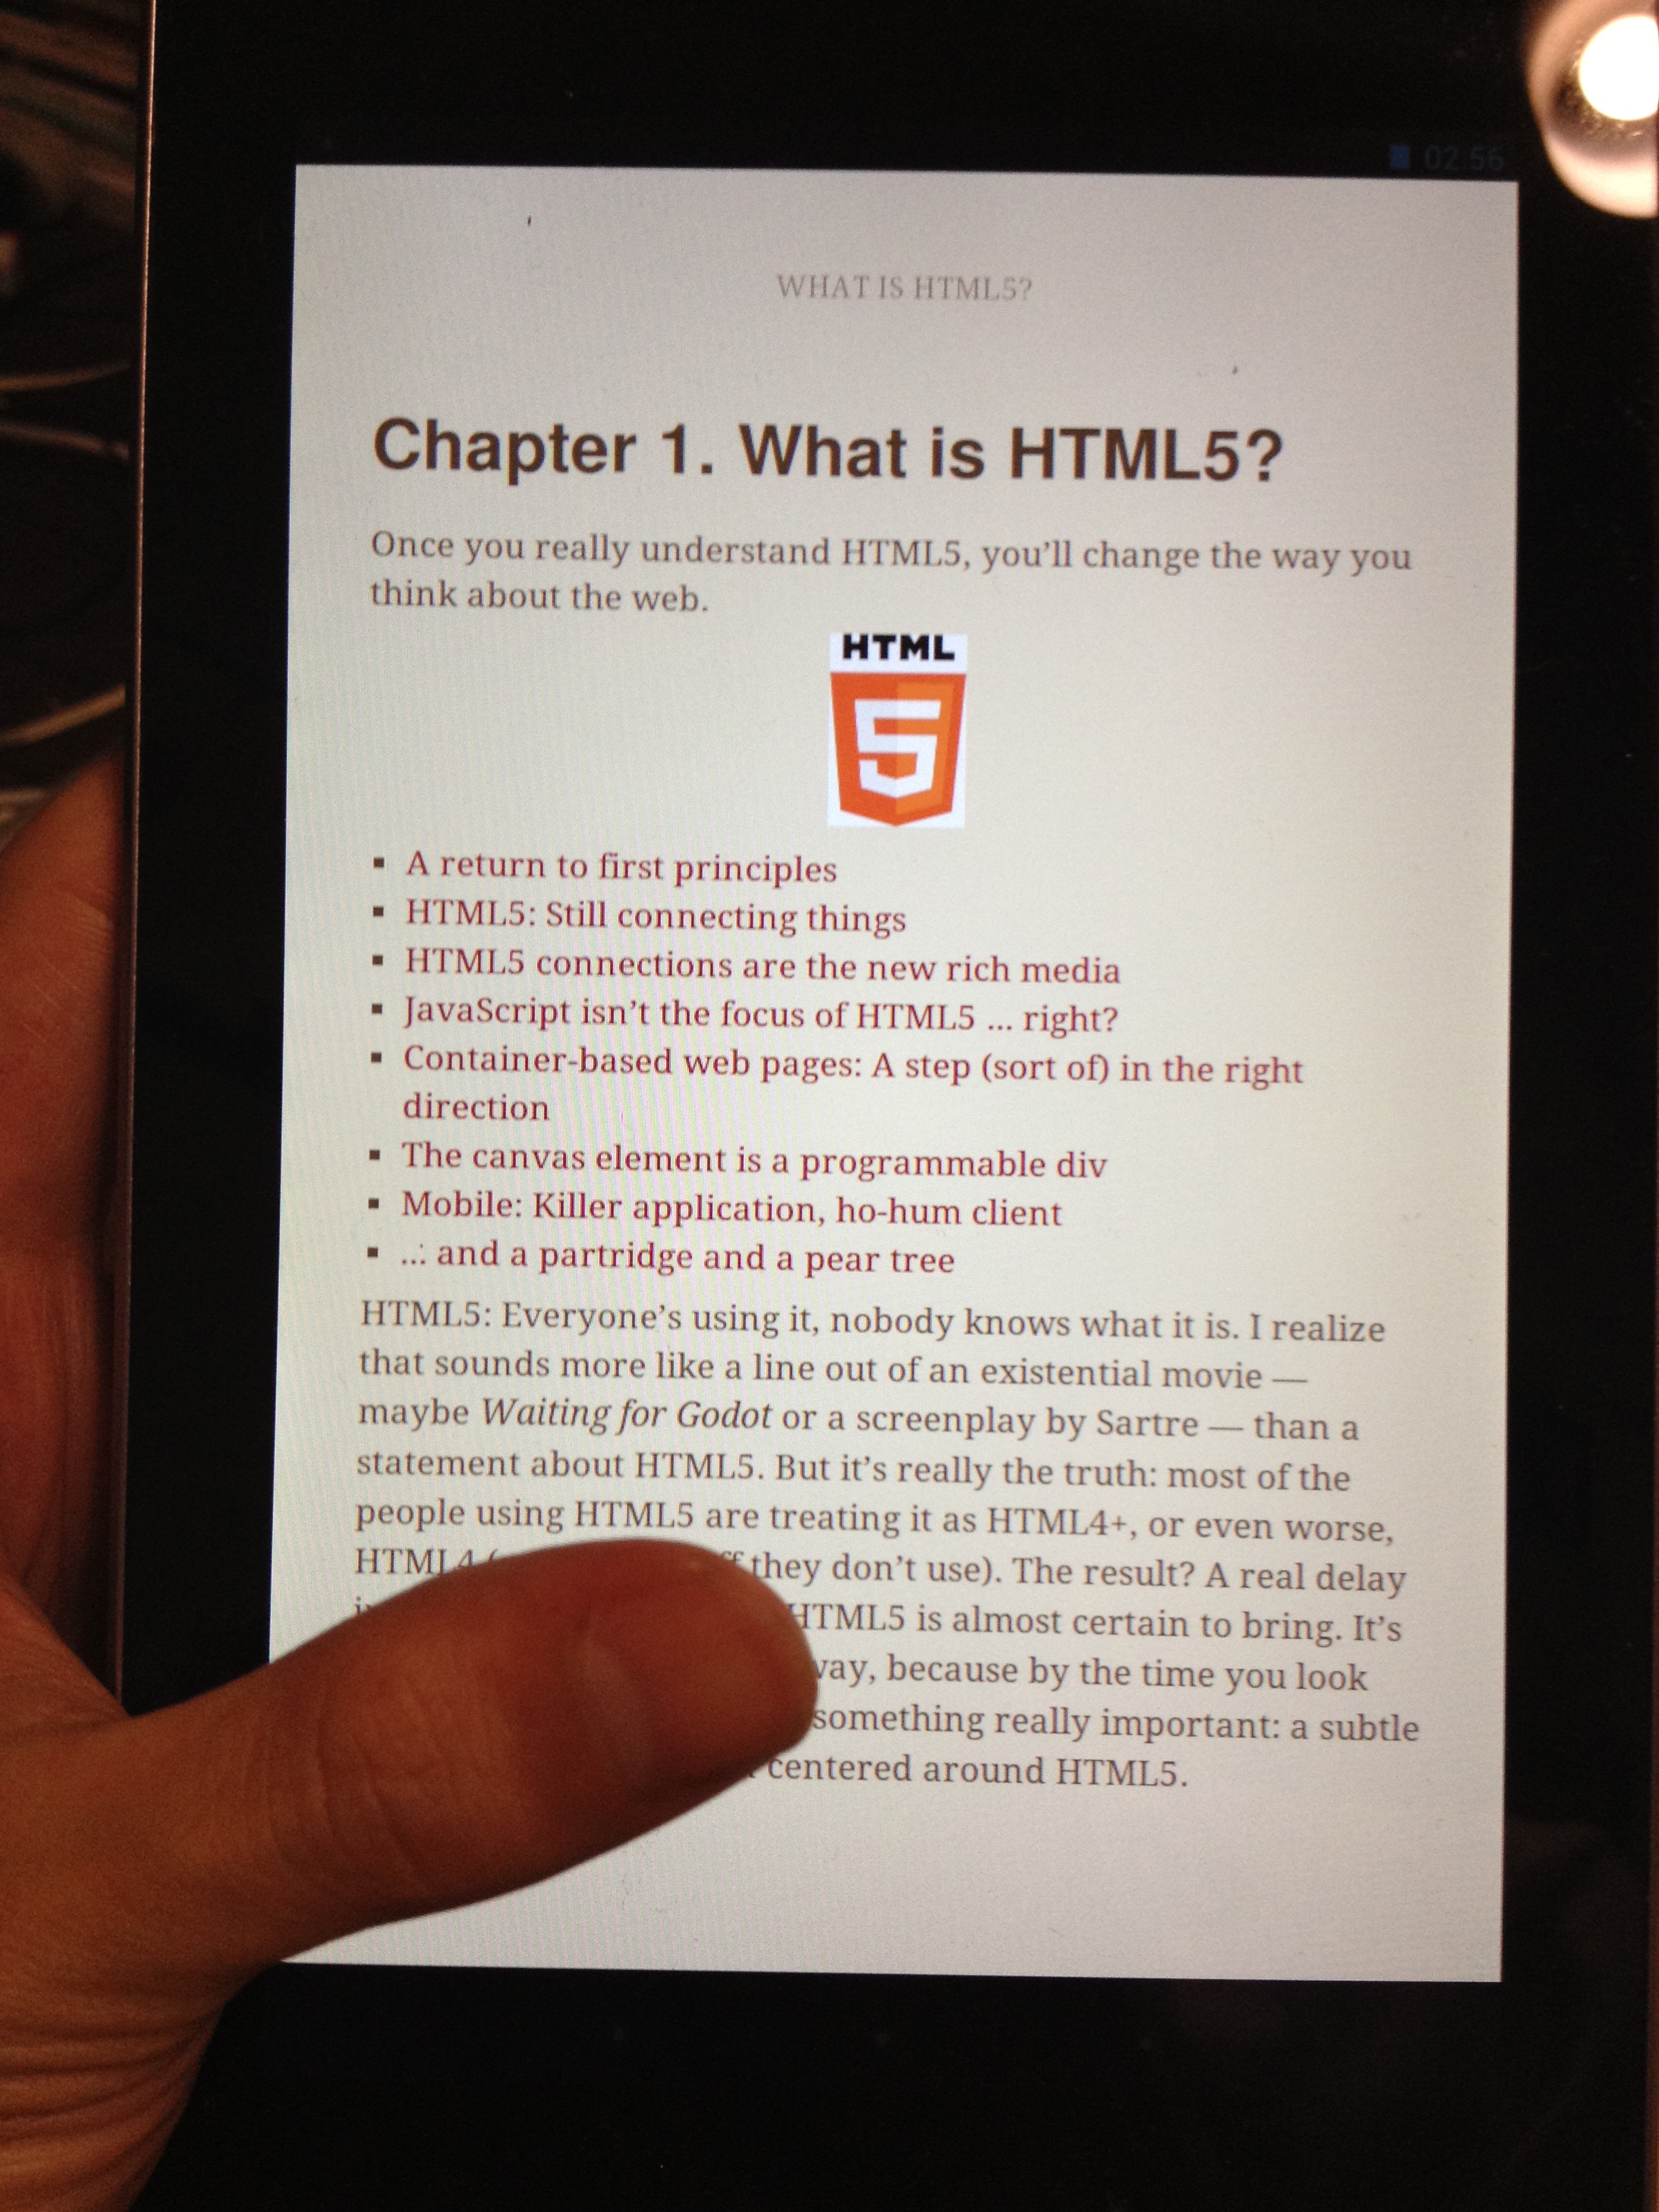 02:56
WHAT IS HTML5?
Chapter 1. What is HTML5?
Once you really understand HTML5, you’ll change the way you
think about the web.
HTML
5
▪ A return to first principles
▪ HTML5: Still connecting things
▪ HTML5 connections are the new rich media
▪ JavaScript isn’t the focus of HTML5 ... right?
▪ Container-based web pages: A step (sort of) in the right
direction
▪ The canvas element is a programmable div
▪ Mobile: Killer application, ho-hum client
▪ ... and a partridge and a pear tree
HTML5: Everyone’s using it, nobody knows what it is. I realize
that sounds more like a line out of an existential movie —
maybe Waiting for Godot or a screenplay by Sartre — than a
statement about HTML5. But it’s really the truth: most of the
people using HTML5 are treating it as HTML4+, or even worse,
HTML4 they don’t use). The result? A real delay
HTML5 is almost certain to bring. It’s
because by the time you look
something really important: a subtle
centered around HTML5.